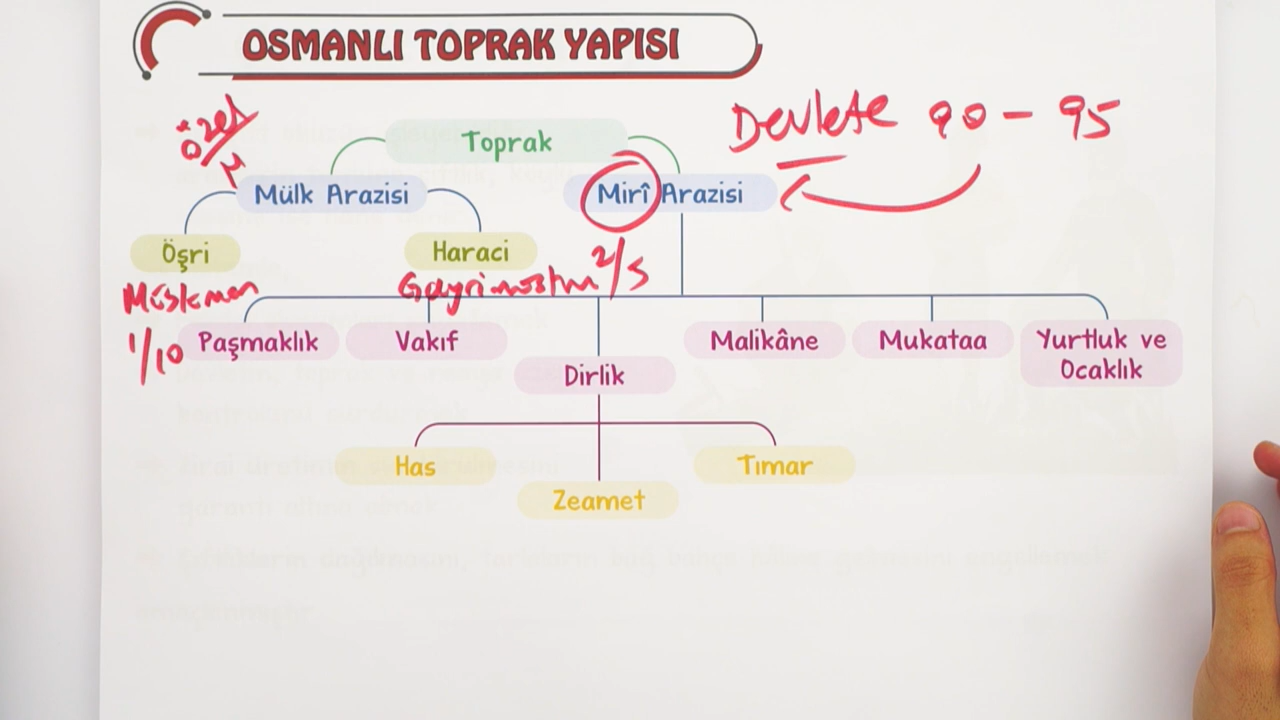 OSMANLI TOPRAK YAPISI
Devlete 90 - 95
özel
Toprak
Mülk Arazisi
Mirî Arazisi
Öşri
Haraci
2/5
Müslüman
Gayrimüslim
1/10
Paşmaklık
Vakıf
Dirlik
Malikâne
Mukataa
Yurtluk ve
Ocaklık
Has
Zeamet
Tımar